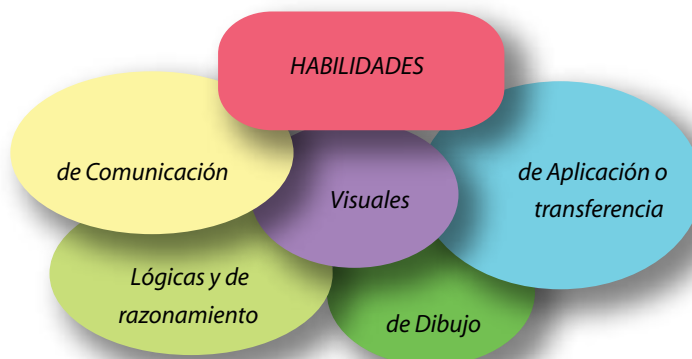 HABILIDADES
de Comunicación
Visuales
de Aplicación o
transferencia
Lógicas y de
razonamiento
de Dibujo